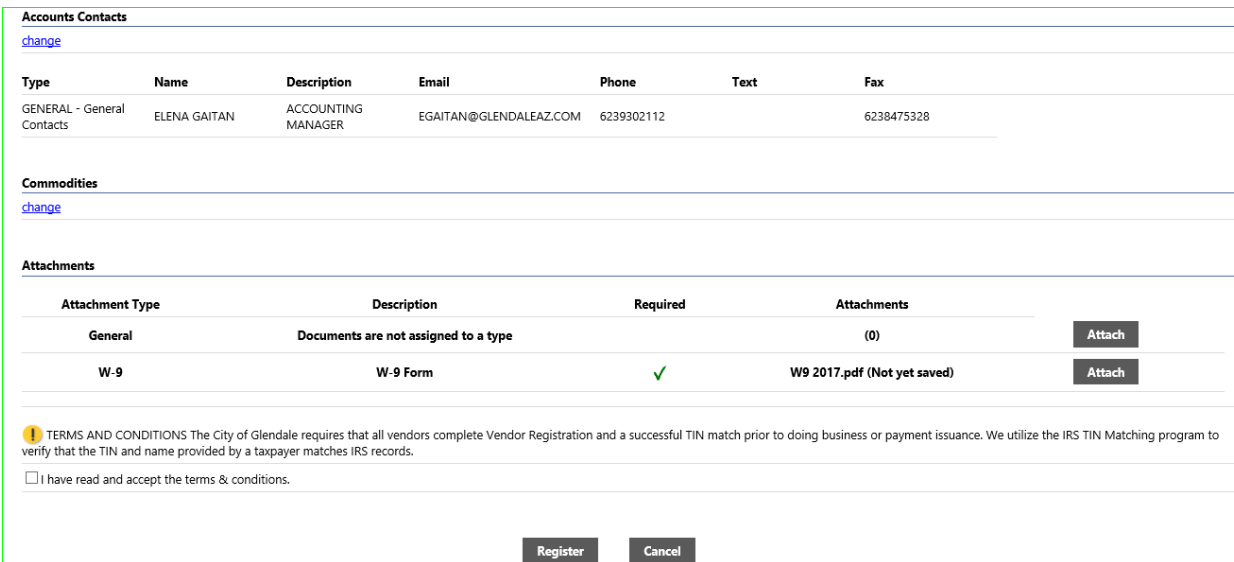 Accounts Contacts
change
Type Name Description Email Phone Text Fax
GENERAL - General Contacts ELENA GAITAN ACCOUNTING MANAGER EGAITAN@GLENDALEAZ.COM 6239302112 6238475328
Commodities
change
Attachments
Attachment Type Description Required Attachments
General Documents are not assigned to a type (0) Attach
W-9 W-9 Form W9 2017.pdf (Not yet saved) Attach
TERMS AND CONDITIONS The City of Glendale requires that all vendors complete Vendor Registration and a successful TIN match prior to doing business or payment issuance. We utilize the IRS TIN Matching program to
verify that the TIN and name provided by a taxpayer matches IRS records.
I have read and accept the terms & conditions.
Register Cancel